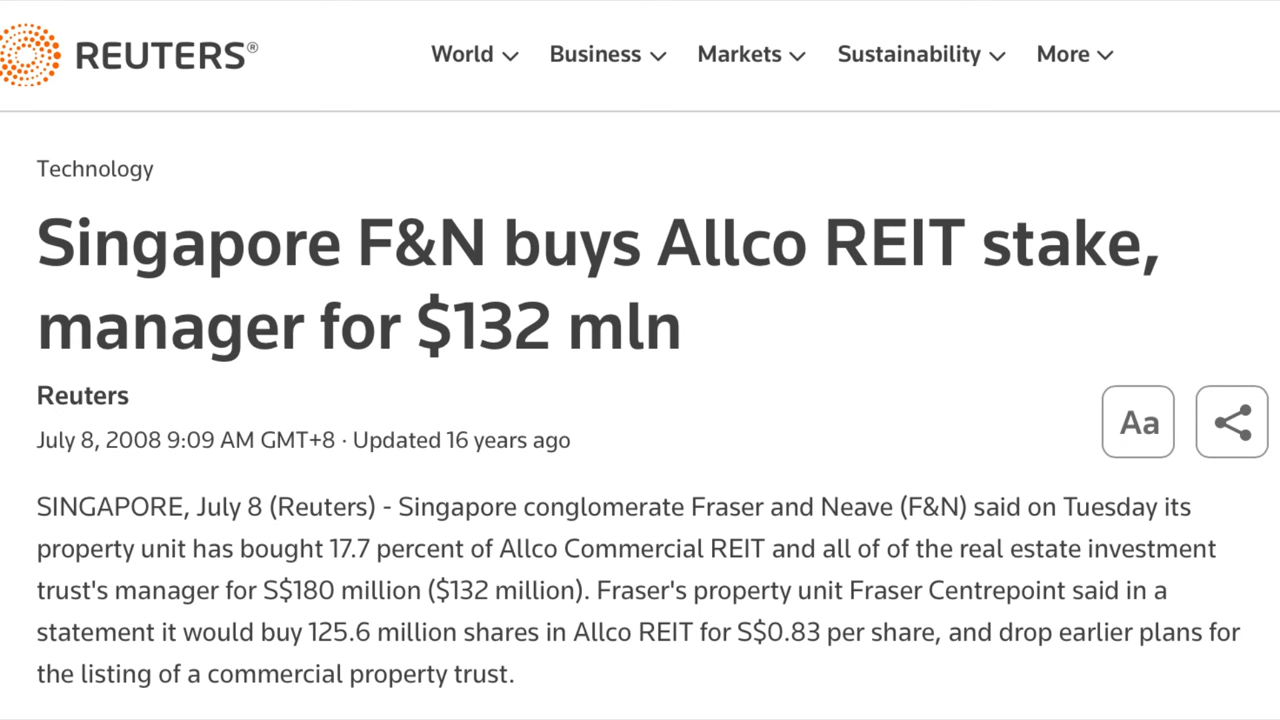 REUTERS®
World Business Markets Sustainability More
Technology
Singapore F&N buys Allco REIT stake,
manager for $132 mln
Reuters
July 8, 2008 9:09 AM GMT+8 · Updated 16 years ago
Aa
SINGAPORE, July 8 (Reuters) - Singapore conglomerate Fraser and Neave (F&N) said on Tuesday its
property unit has bought 17.7 percent of Allco Commercial REIT and all of of the real estate investment
trust's manager for S$180 million ($132 million). Fraser's property unit Fraser Centrepoint said in a
statement it would buy 125.6 million shares in Allco REIT for S$0.83 per share, and drop earlier plans for
the listing of a commercial property trust.